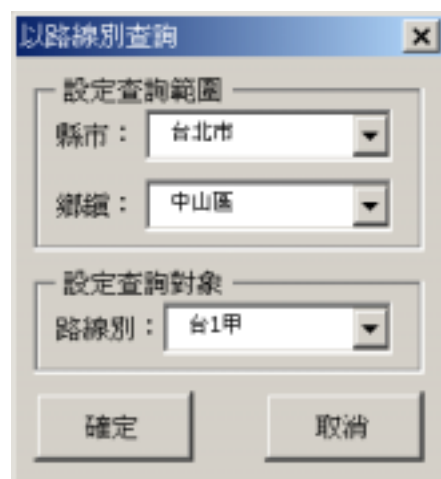 以路線別查詢
設定查詢範圍
縣市： 台北市
鄉鎮： 中山區
設定查詢對象
路線別： 台1甲
確定 取消